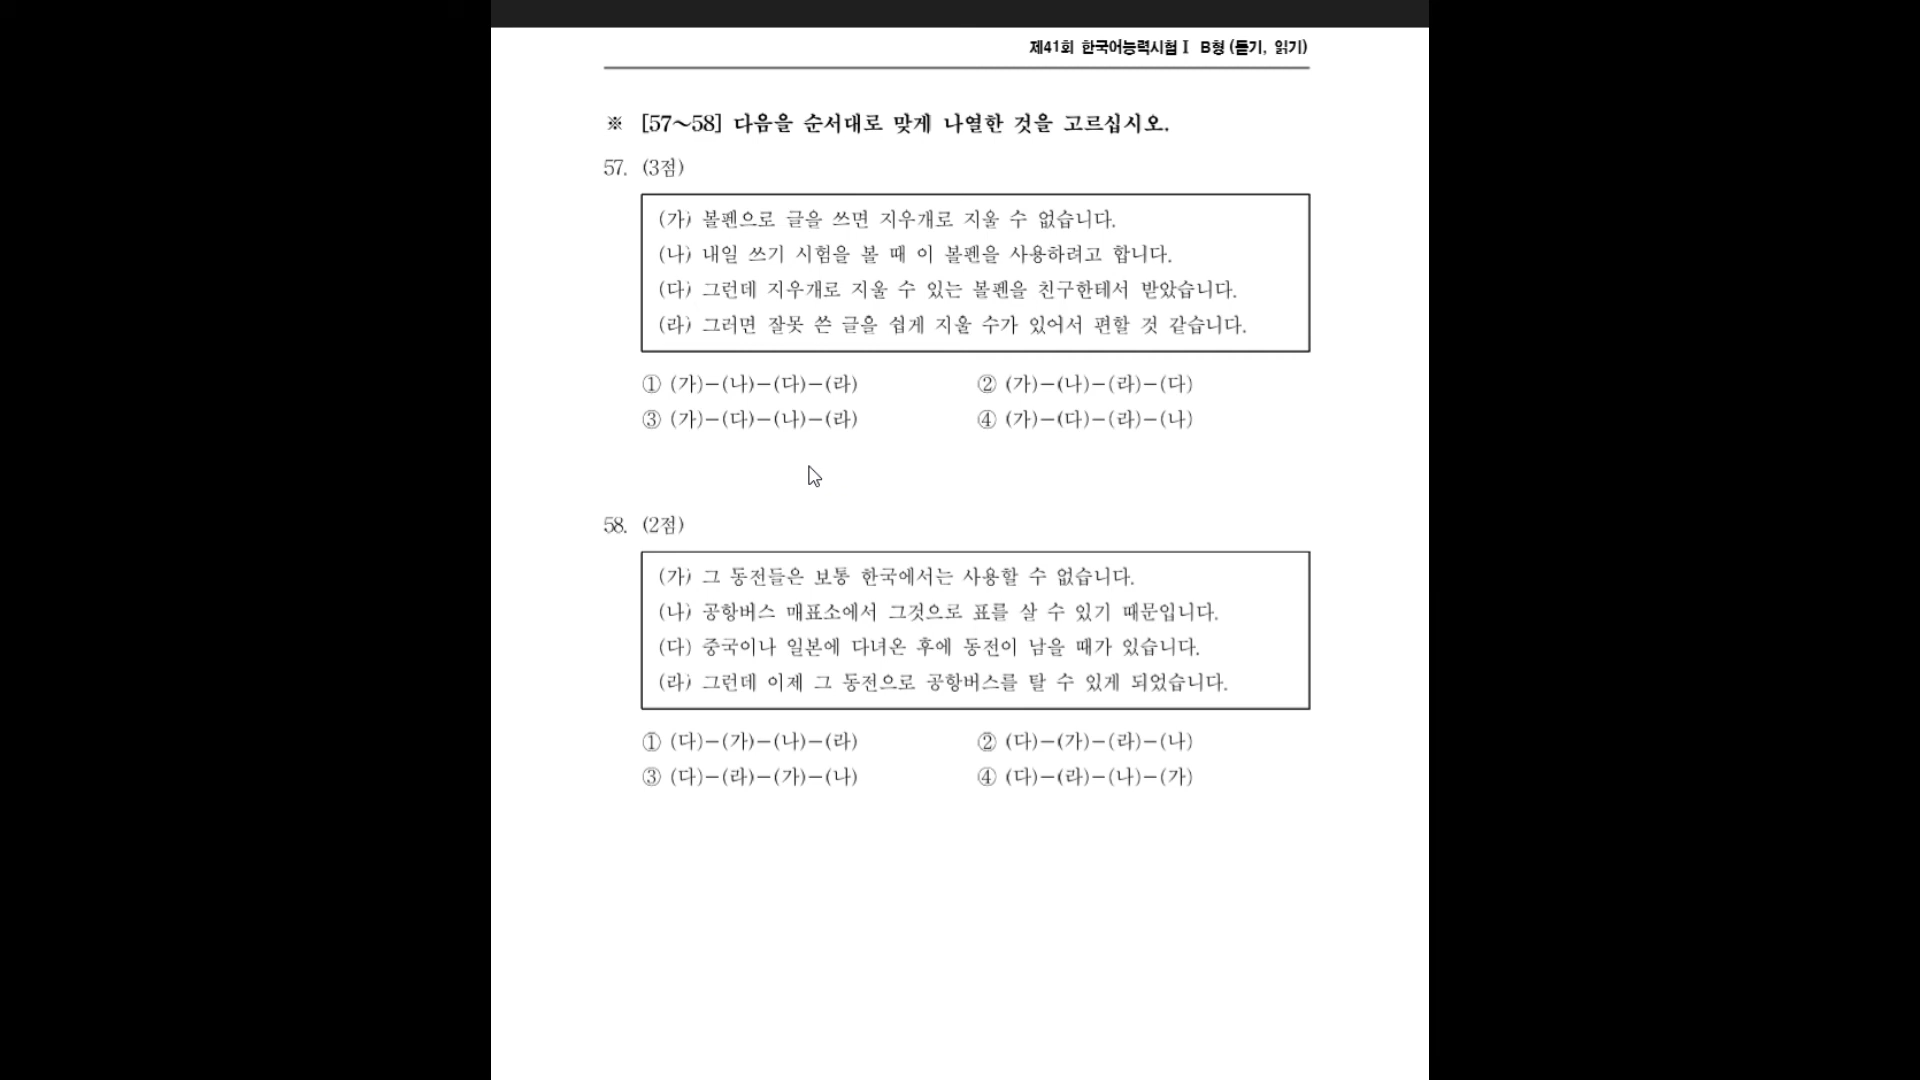 제41회 한국어능력시험 I B형 (듣기, 읽기)
※ [57~58] 다음을 순서대로 맞게 나열한 것을 고르십시오.
57. (3점)
(가) 볼펜으로 글을 쓰면 지우개로 지울 수 없습니다.
(나) 내일 쓰기 시험을 볼 때 이 볼펜을 사용하려고 합니다.
(다) 그런데 지우개로 지울 수 있는 볼펜을 친구한테서 받았습니다.
(라) 그러면 잘못 쓴 글을 쉽게 지울 수가 있어서 편할 것 같습니다.
① (가)-(나)-(다)-(라) ② (가)-(나)-(라)-(다)
③ (가)-(다)-(나)-(라) ④ (가)-(다)-(라)-(나)
58. (2점)
(가) 그 동전들은 보통 한국에서는 사용할 수 없습니다.
(나) 공항버스 매표소에서 그것으로 표를 살 수 있기 때문입니다.
(다) 중국이나 일본에 다녀온 후에 동전이 남을 때가 있습니다.
(라) 그런데 이제 그 동전으로 공항버스를 탈 수 있게 되었습니다.
① (다)-(가)-(나)-(라) ② (다)-(가)-(라)-(나)
③ (다)-(라)-(가)-(나) ④ (다)-(라)-(나)-(가)